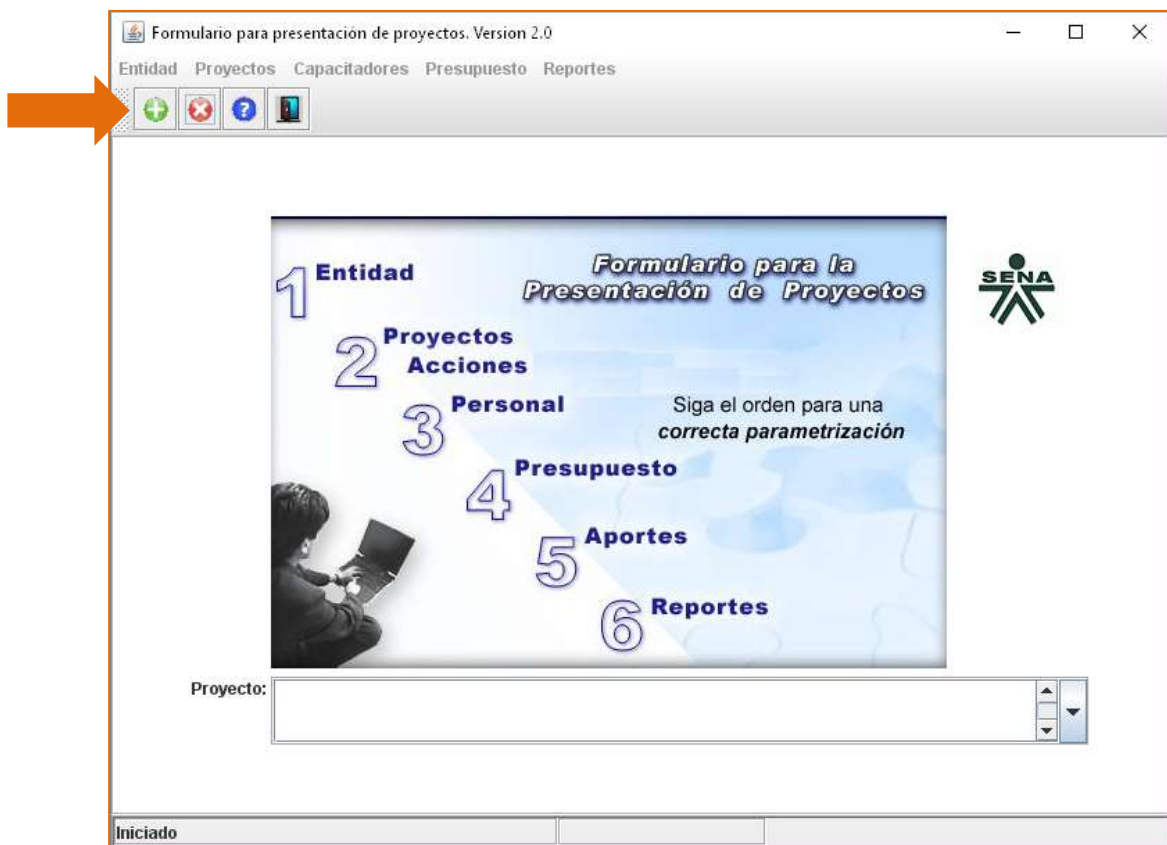 Formulario para presentación de proyectos. Version 2.0
Entidad Proyectos Capacitadores Presupuesto Reportes
Formulario para la
Presentación de Proyectos
1 Entidad
SENA
2 Proyectos
Acciones
3 Personal
Siga el orden para una
correcta parametrización
4 Presupuesto
5 Aportes
6 Reportes
Proyecto:
Iniciado